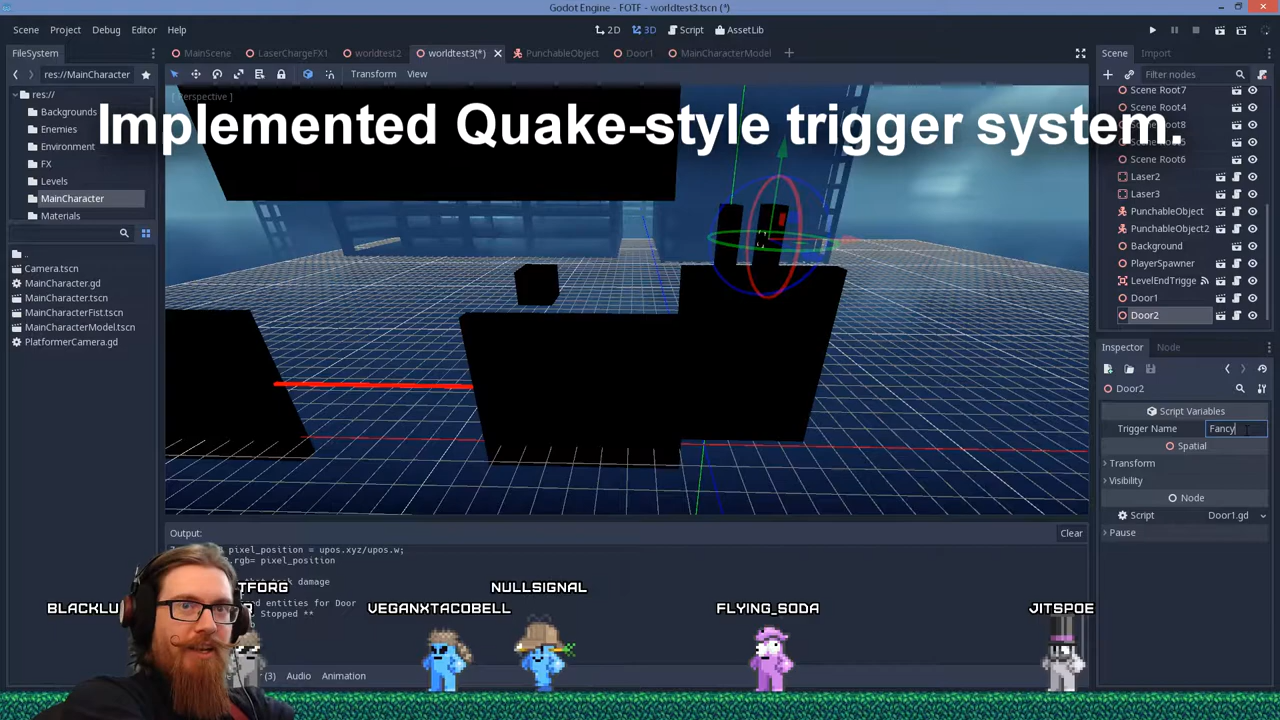 Godot Engine - FOTF - worldtest3.tscn (*)
Scene Project Debug Editor Help
2D 3D Script AssetLib
FileSystem
MainScene LaserChargeFX1 worldtest2 worldtest3(*) PunchableObject Door1 MainCharacterModel
Scene Import
res://MainCharacter
Transform View
Filter nodes
[ Perspective ]
Implemented Quake-style trigger system.
res://
Backgrounds
Enemies
Environment
FX
Levels
MainCharacter
Materials
..
Camera.tscn
MainCharacter.gd
MainCharacter.tscn
MainCharacterFist.tscn
MainCharacterModel.tscn
PlatformerCamera.gd
Scene Root7
Scene Root4
Scene Root6
Laser2
Laser3
PunchableObject
PunchableObject2
Background
PlayerSpawner
LevelEndTrigge
Door1
Door2
Inspector Node
Door2
Script Variables
Trigger Name Fancy
Spatial
Transform
Visibility
Node
Script Door1.gd
Pause
Output: Clear
pixel_position = upos.xyz/upos.w;
rgb= pixel_position
damage
entities for Door
Stopped **
(3) Audio Animation
NULLSIGNAL
VEGANXTACOBELL
FLYING_SODA
JITSPOE